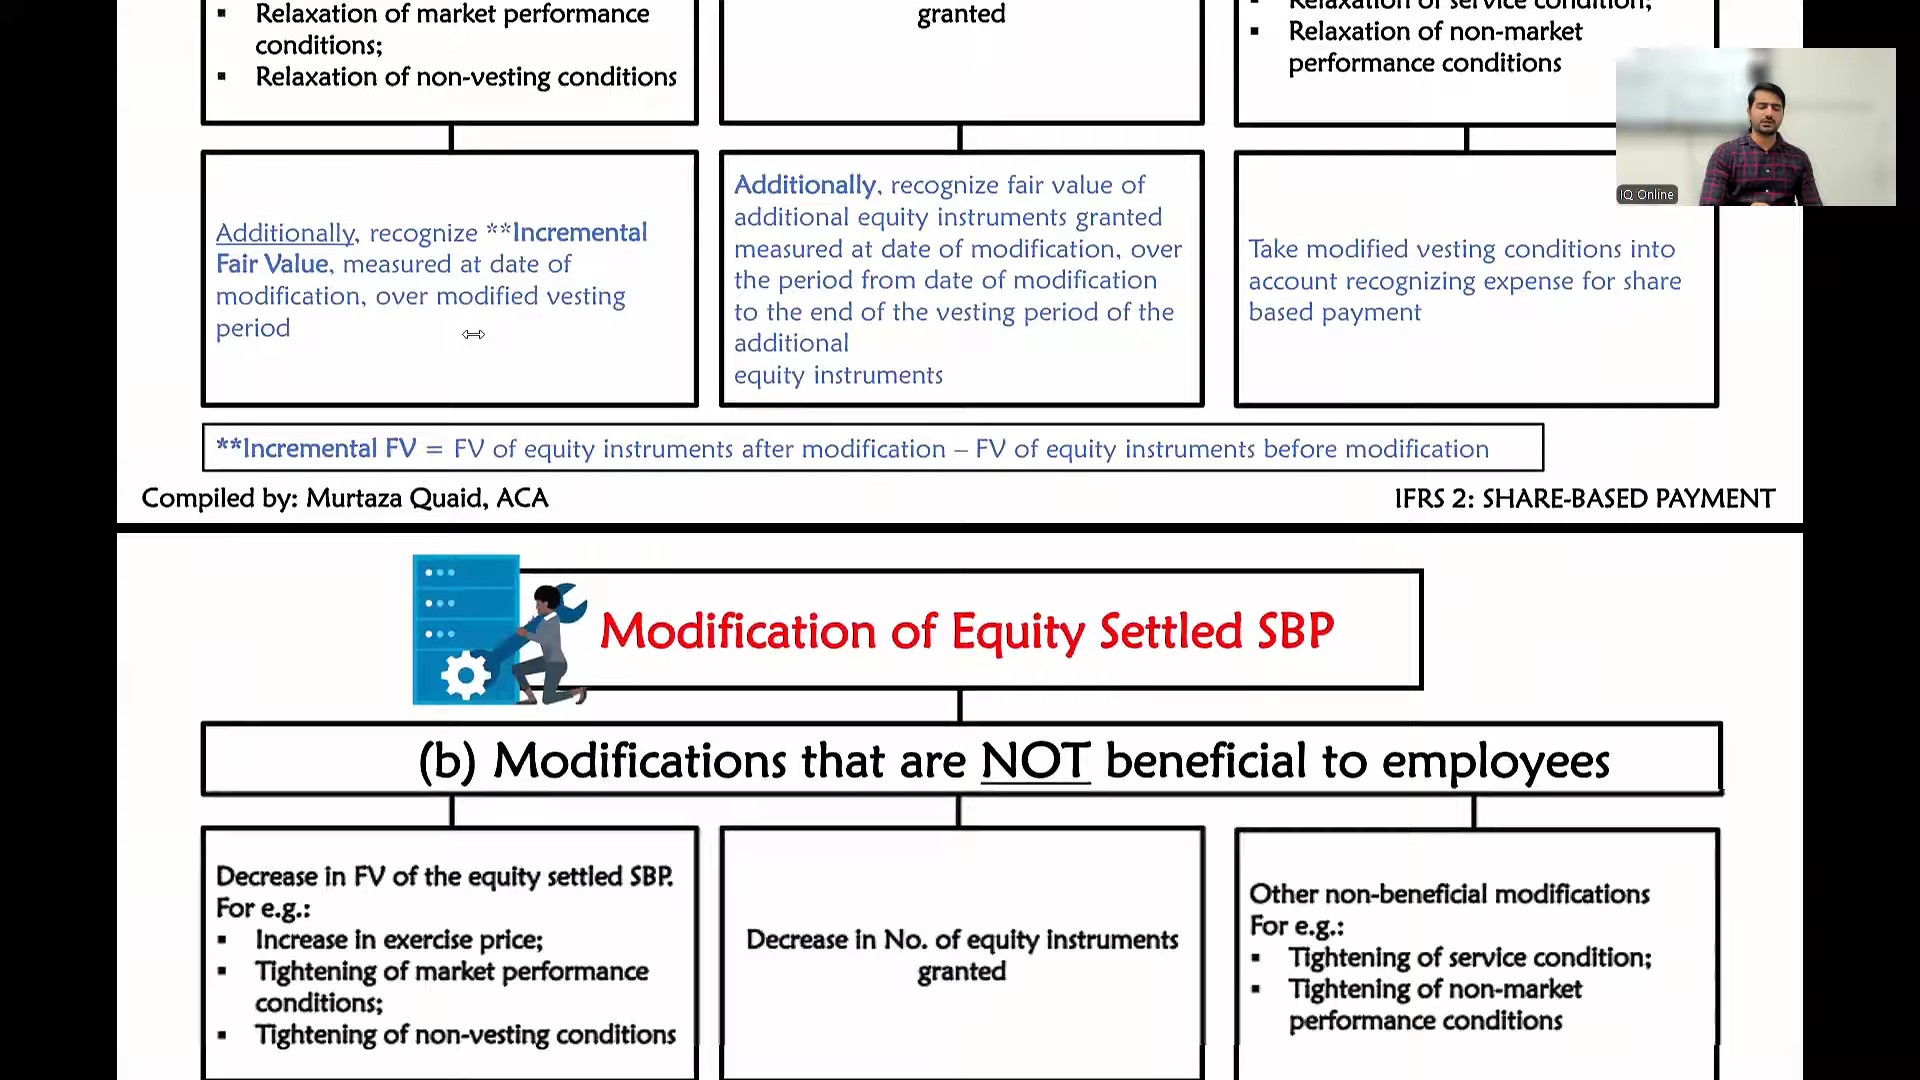 ▪ Relaxation of market performance
conditions;
▪ Relaxation of non-vesting conditions
granted
▪ Relaxation of service condition;
▪ Relaxation of non-market
performance conditions
IQ Online
Additionally, recognize **Incremental
Fair Value, measured at date of
modification, over modified vesting
period
Additionally, recognize fair value of
additional equity instruments granted
measured at date of modification, over
the period from date of modification
to the end of the vesting period of the
additional
equity instruments
Take modified vesting conditions into
account recognizing expense for share
based payment
**Incremental FV = FV of equity instruments after modification – FV of equity instruments before modification
Compiled by: Murtaza Quaid, ACA
IFRS 2: SHARE-BASED PAYMENT
Modification of Equity Settled SBP
(b) Modifications that are NOT beneficial to employees
Decrease in FV of the equity settled SBP.
For e.g.:
▪ Increase in exercise price;
▪ Tightening of market performance
conditions;
▪ Tightening of non-vesting conditions
Decrease in No. of equity instruments
granted
Other non-beneficial modifications
For e.g.:
▪ Tightening of service condition;
▪ Tightening of non-market
performance conditions